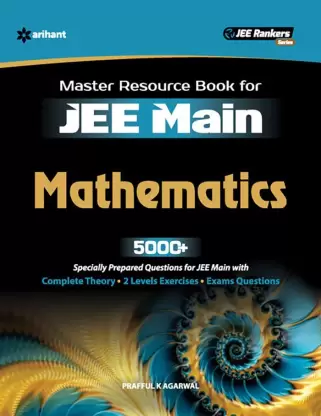 arihant
JEE Rankers
Series
Master Resource Book for
JEE Main
Mathematics
5000+
Specially Prepared Questions for JEE Main with
Complete Theory • 2 Levels Exercises • Exams Questions
PRAFFUL K AGARWAL